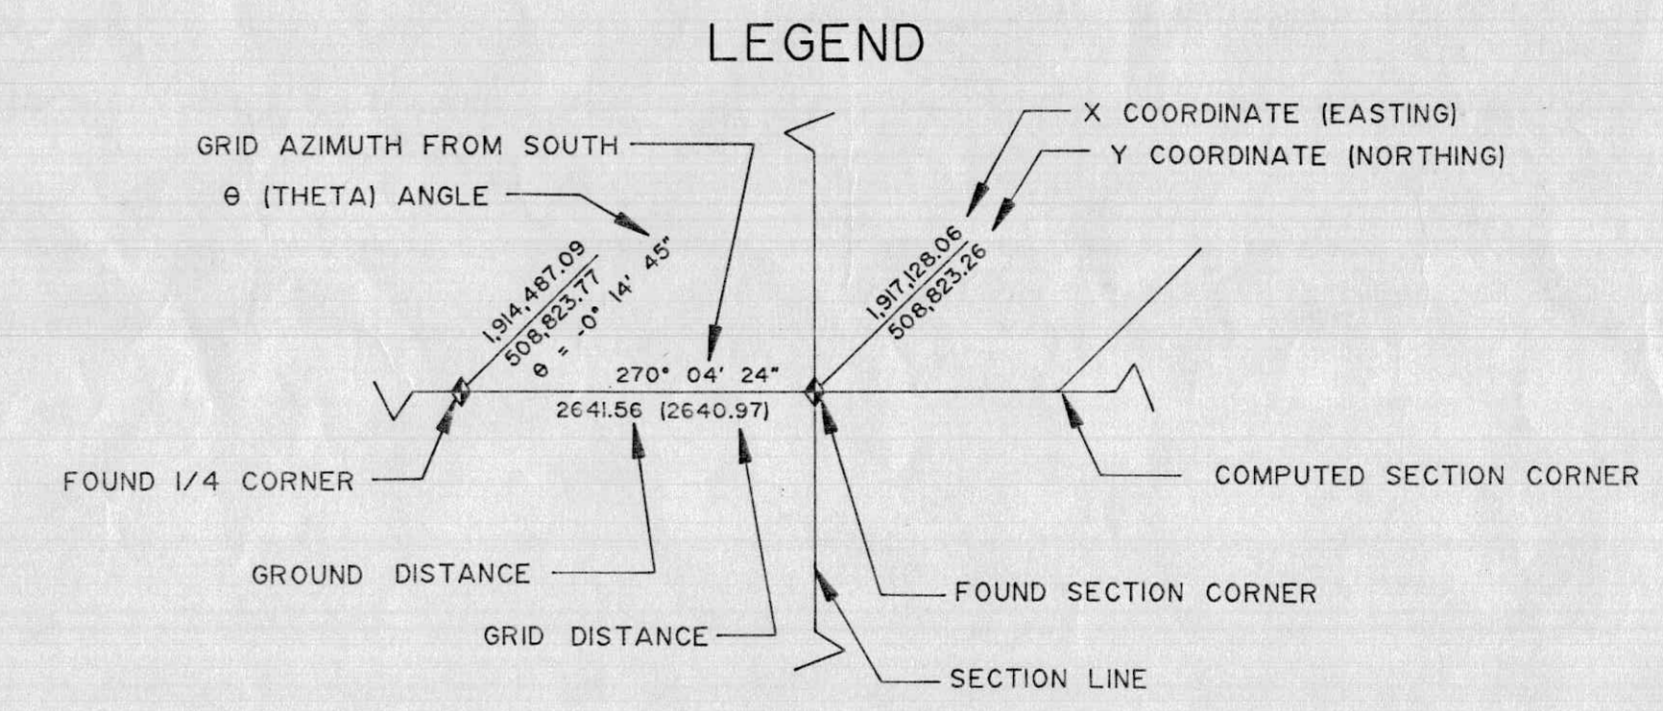 LEGEND
X COORDINATE (EASTING)
GRID AZIMUTH FROM SOUTH
Y COORDINATE (NORTHING)
θ (THETA) ANGLE
1,914,487.09
508,823.77
θ = -0° 14' 45"
1,917,128.06
508,823.26
270° 04' 24"
2641.56 (2640.97)
FOUND 1/4 CORNER
COMPUTED SECTION CORNER
GROUND DISTANCE
FOUND SECTION CORNER
GRID DISTANCE
SECTION LINE